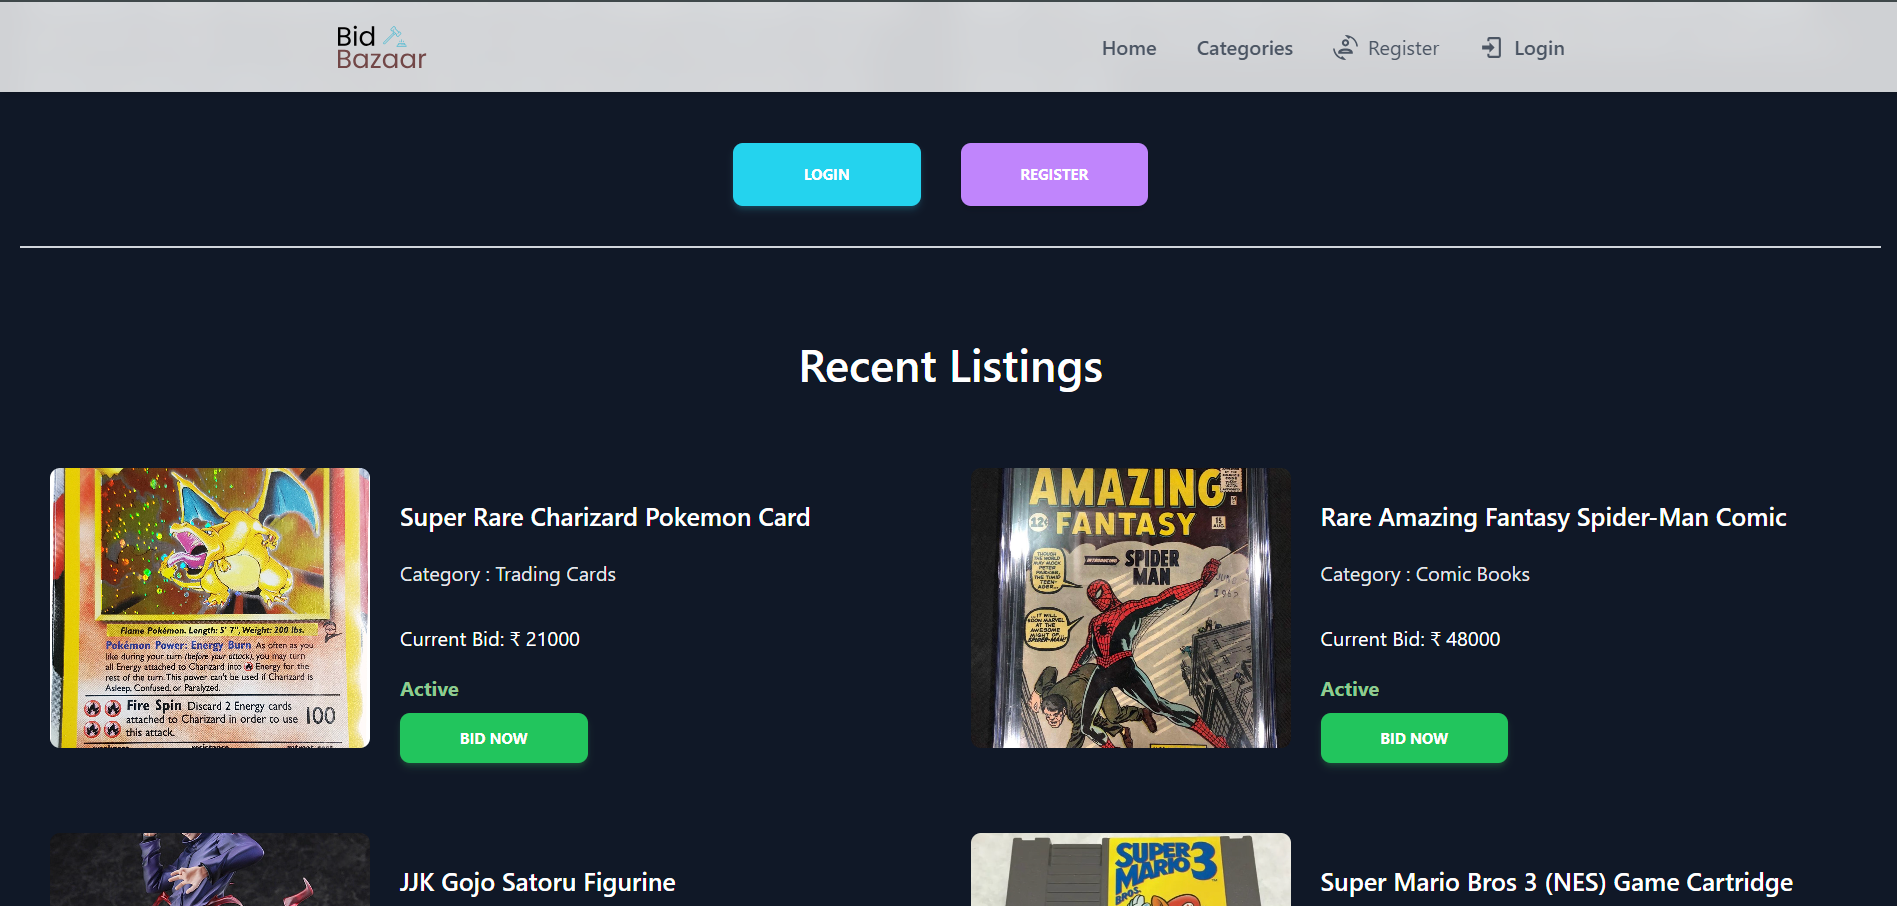 Bid
Bazaar
Home
Categories
Register
Login
LOGIN
REGISTER
Recent Listings
Flame Pokémon. Length: 5' 7", Weight: 200 lbs.
Pokémon Power: Energy Burn As often as you
like during your turn (before your attack), you may turn
all Energy attached to Charizard into Energy for the
rest of the turn. This power can't be used if Charizard is
Asleep, Confused, or Paralyzed.
Fire Spin Discard 2 Energy cards
attached to Charizard in order to use
this attack.
100
Super Rare Charizard Pokemon Card
Category : Trading Cards
Current Bid: ₹ 21000
Active
BID NOW
AMAZING
12¢
FANTASY
15
AUG
INTRODUCING
SPIDER
MAN
Rare Amazing Fantasy Spider-Man Comic
Category : Comic Books
Current Bid: ₹ 48000
Active
BID NOW
JJK Gojo Satoru Figurine
SUPER
MARIO
BROS.
3
Super Mario Bros 3 (NES) Game Cartridge